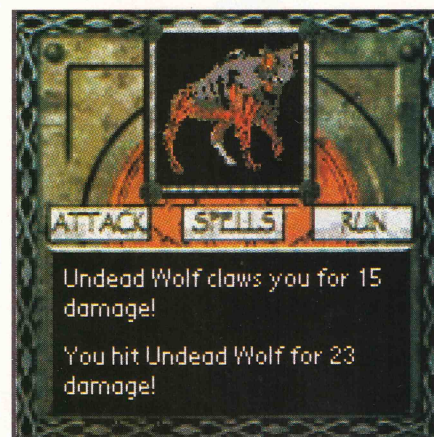 ATTACK SPELLS RUN
Undead Wolf claws you for 15
damage!
You hit Undead Wolf for 23
damage!